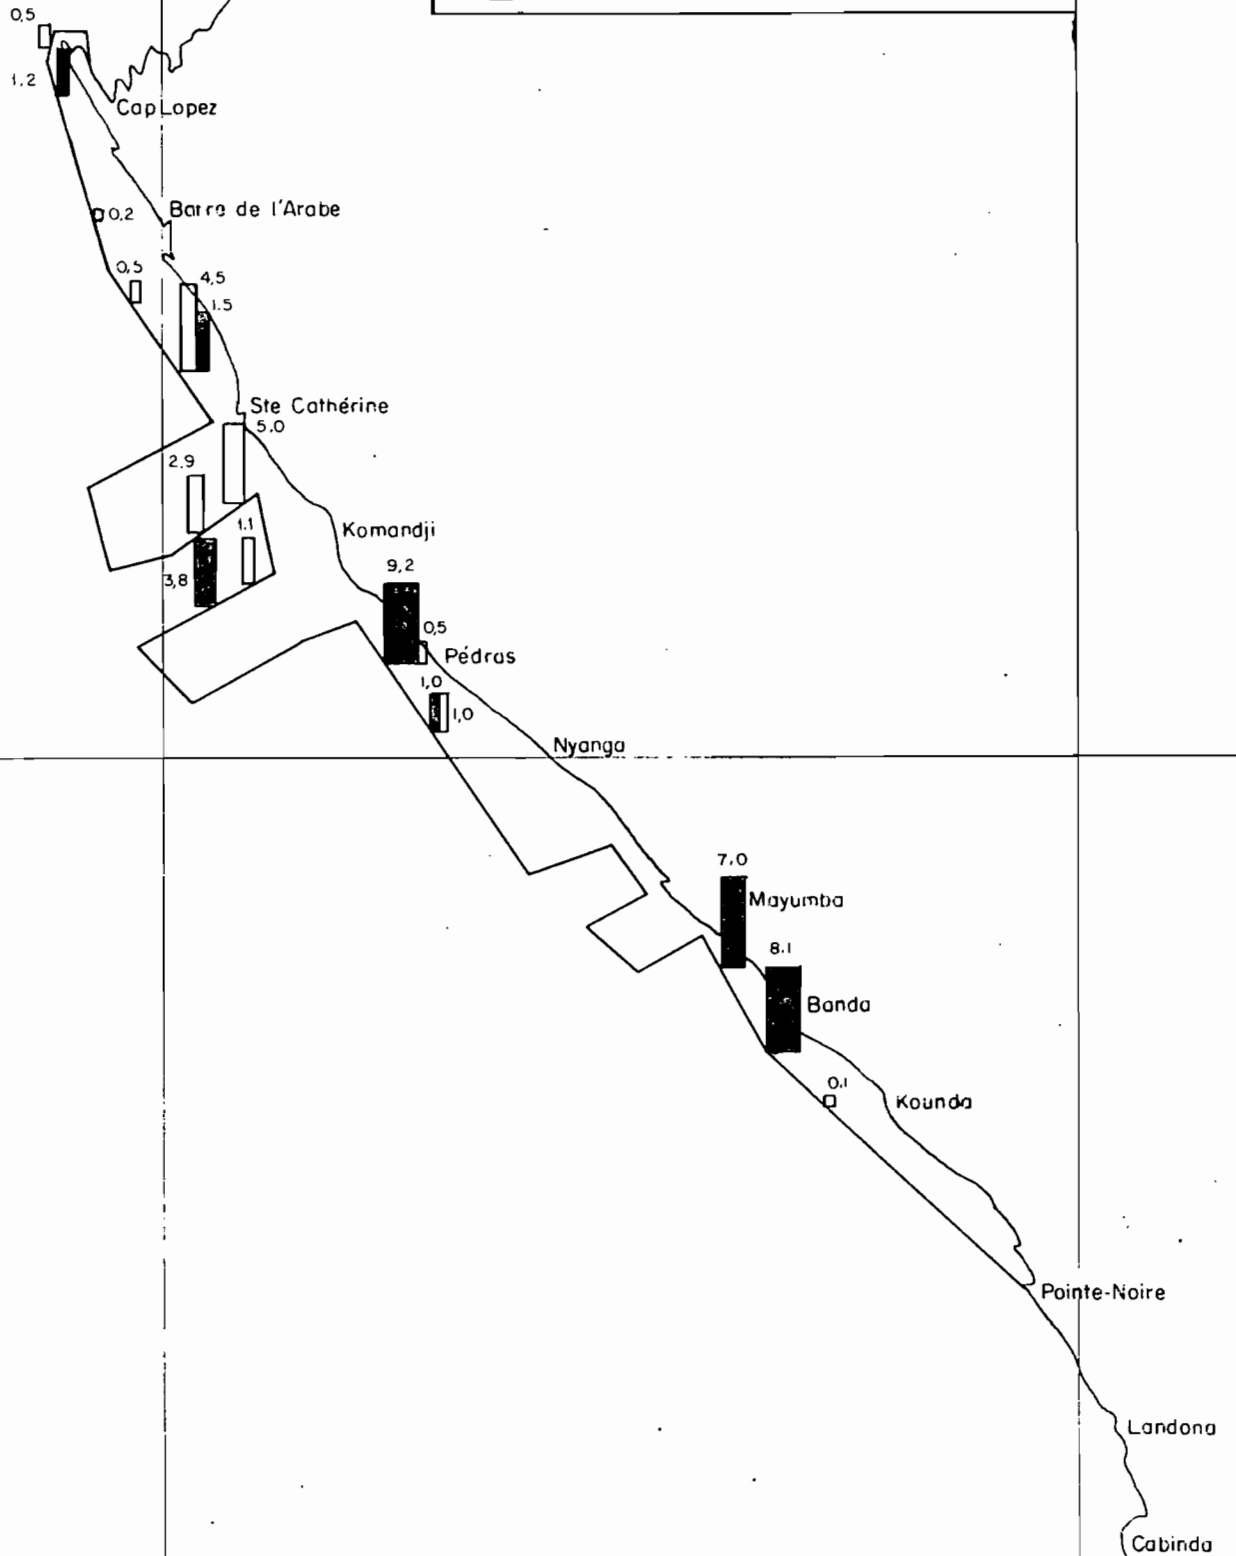 0,5
1,2
Cap Lopez
0,2
Barre de l'Arabe
0,5
4,5
1.5
Ste Cathérine
5.0
2.9
1.1
Komandji
3,8
9,2
0,5
Pédras
1,0
1,0
Nyanga
7,0
Mayumba
8.1
Banda
0,1
Kounda
Pointe-Noire
Landana
Cabinda